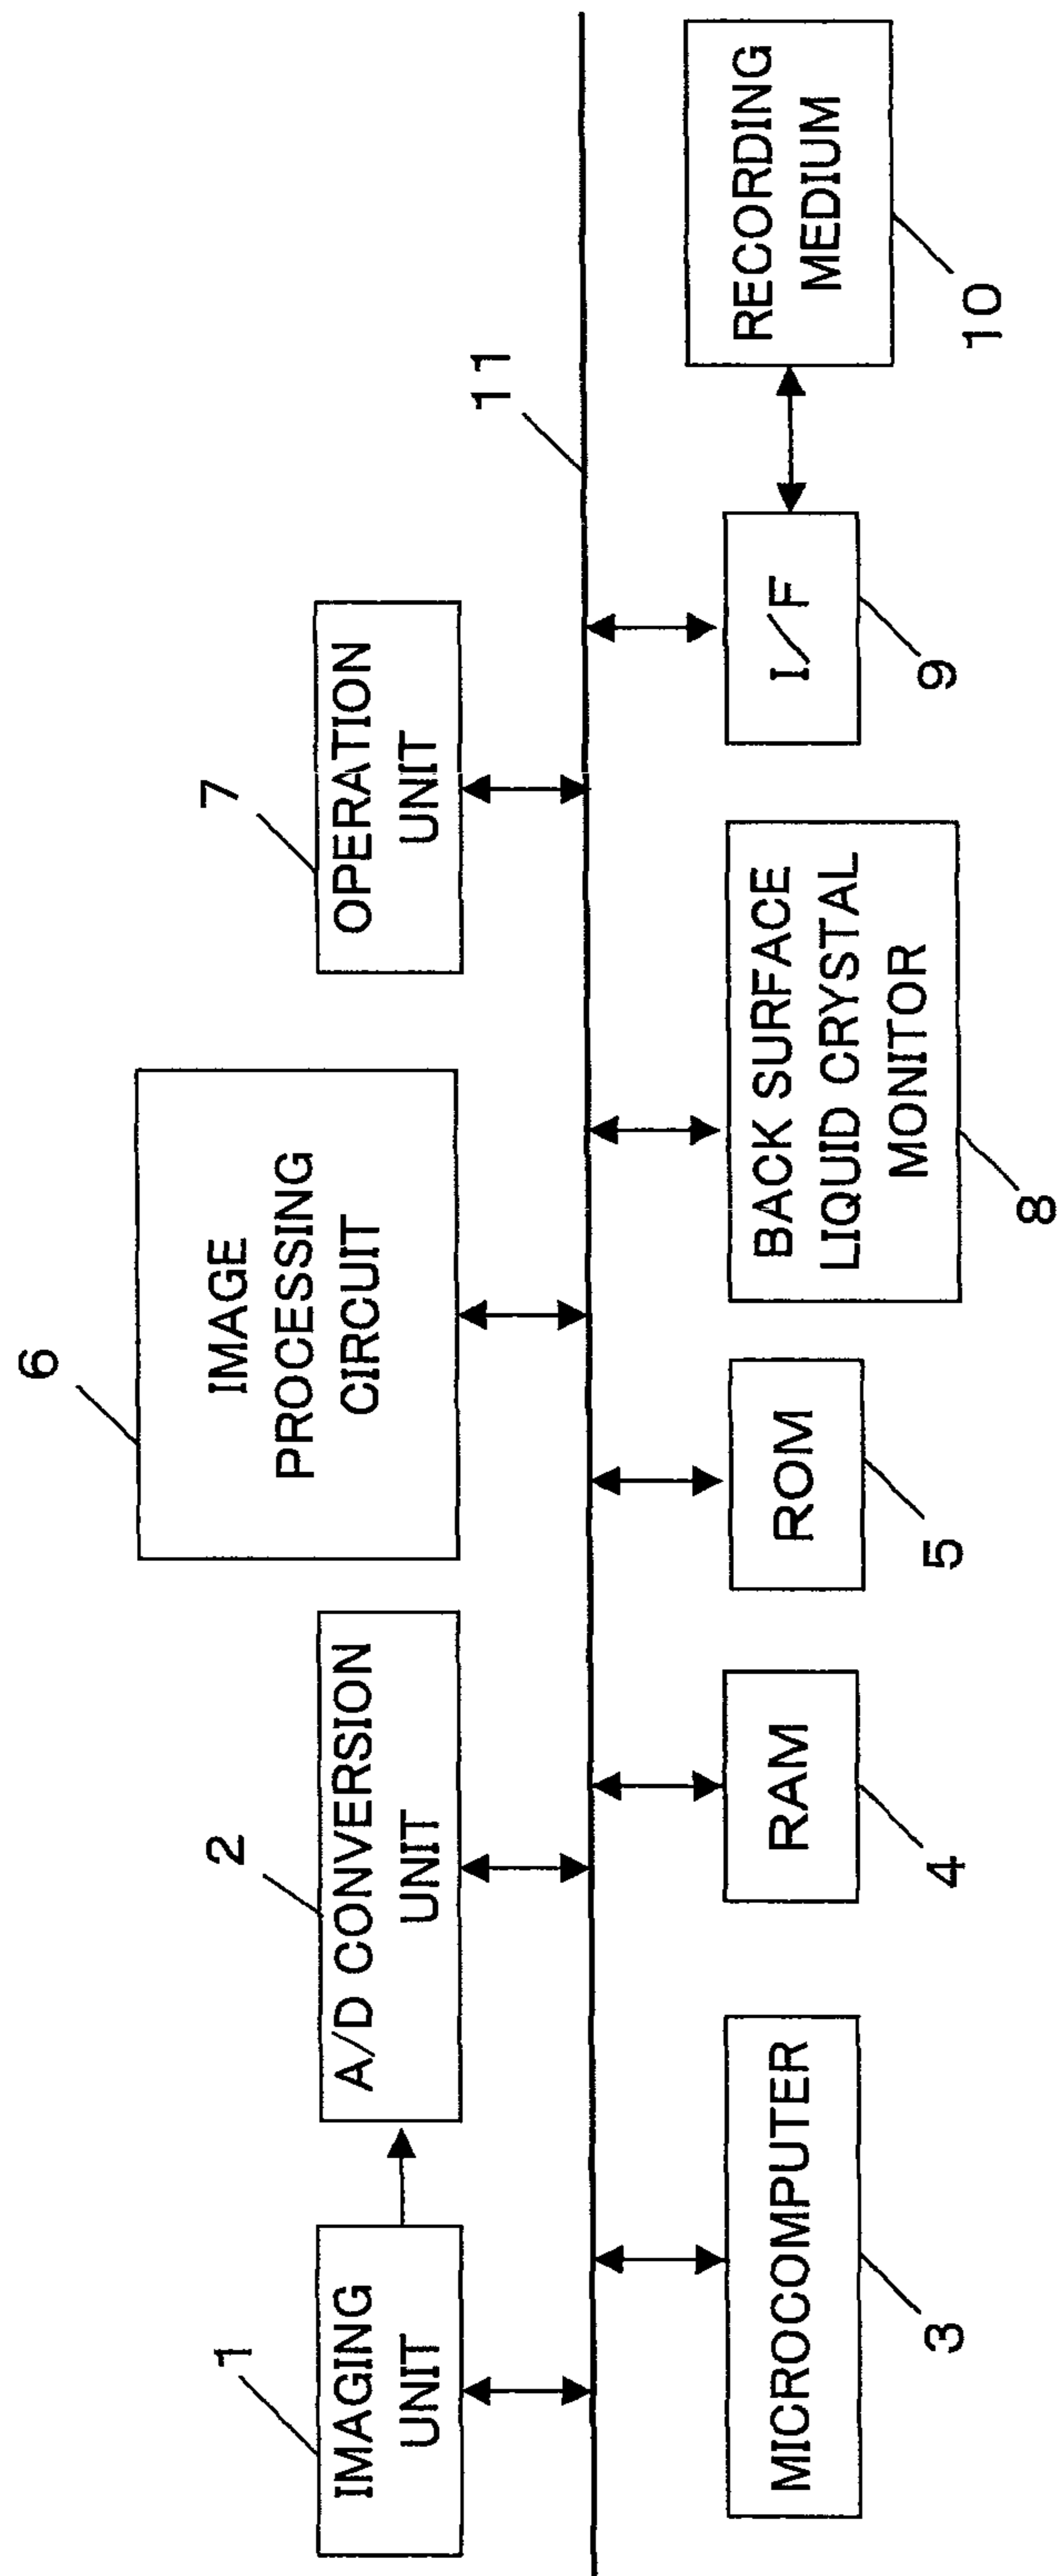 1
IMAGING
UNIT
2
A/D CONVERSION
UNIT
6
IMAGE
PROCESSING
CIRCUIT
7
OPERATION
UNIT
11
MICROCOMPUTER
3
RAM
4
ROM
5
BACK SURFACE
LIQUID CRYSTAL
MONITOR
8
I/F
9
RECORDING
MEDIUM
10